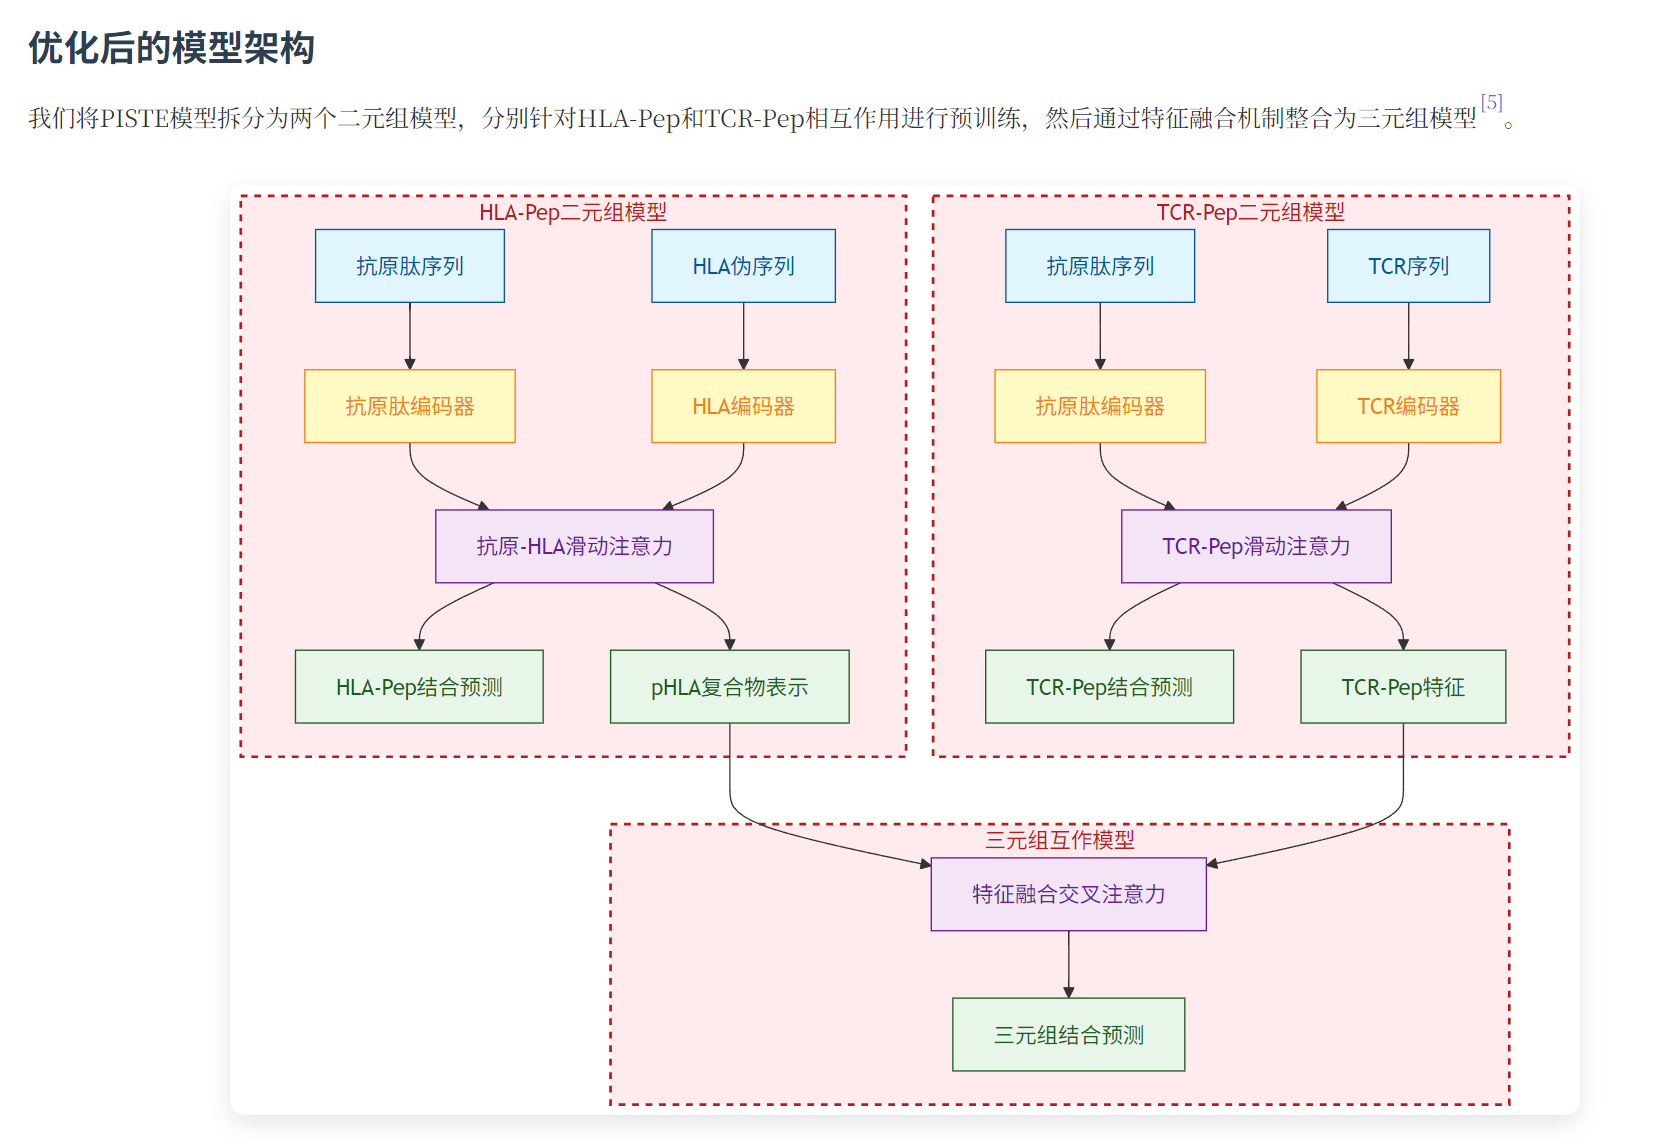 优化后的模型架构
我们将PISTE模型拆分为两个二元组模型，分别针对HLA-Pep和TCR-Pep相互作用进行预训练，然后通过特征融合机制整合为三元组模型[5]。
HLA-Pep二元组模型
抗原肽序列
HLA伪序列
抗原肽编码器
HLA编码器
抗原-HLA滑动注意力
HLA-Pep结合预测
pHLA复合物表示
TCR-Pep二元组模型
抗原肽序列
TCR序列
抗原肽编码器
TCR编码器
TCR-Pep滑动注意力
TCR-Pep结合预测
TCR-Pep特征
三元组互作模型
特征融合交叉注意力
三元组结合预测